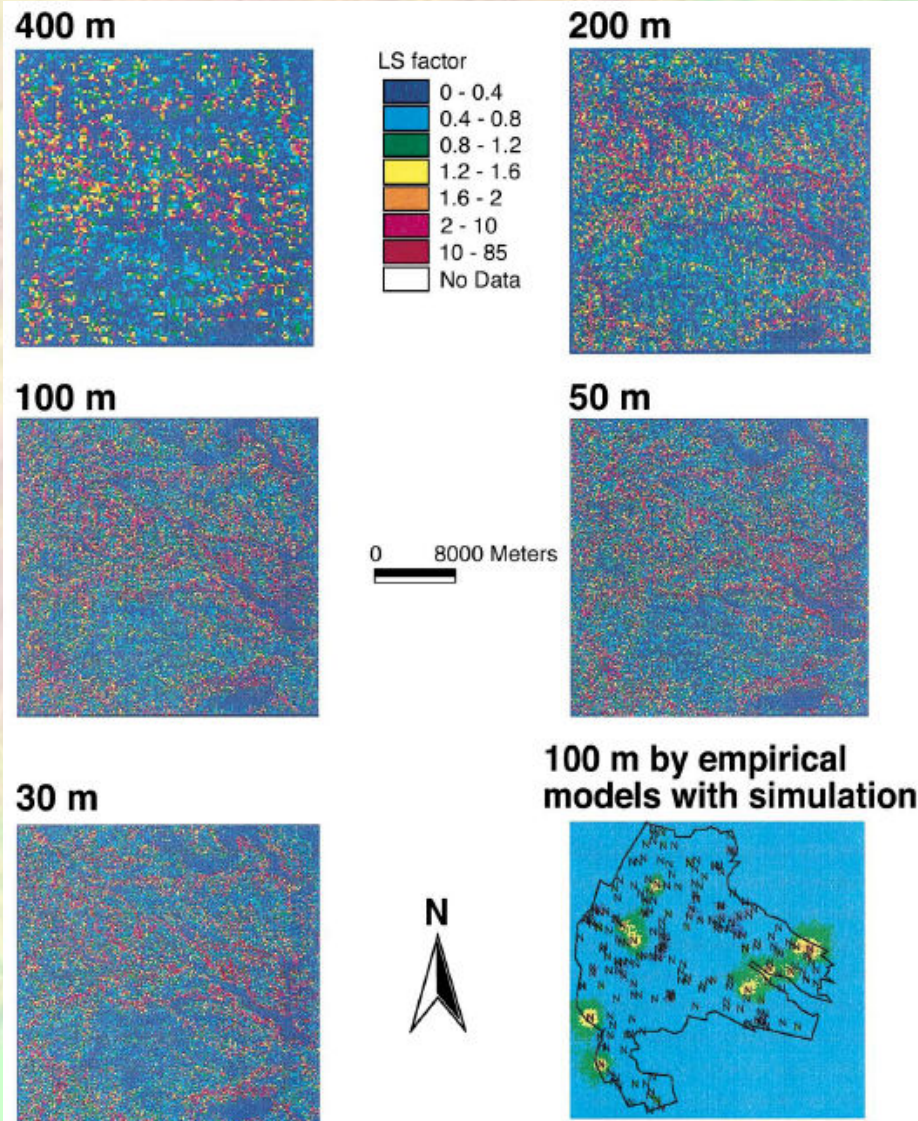 400 m
200 m
LS factor
0 - 0.4
0.4 - 0.8
0.8 - 1.2
1.2 - 1.6
1.6 - 2
2 - 10
10 - 85
No Data
100 m
50 m
0 8000 Meters
30 m
100 m by empirical
models with simulation
N